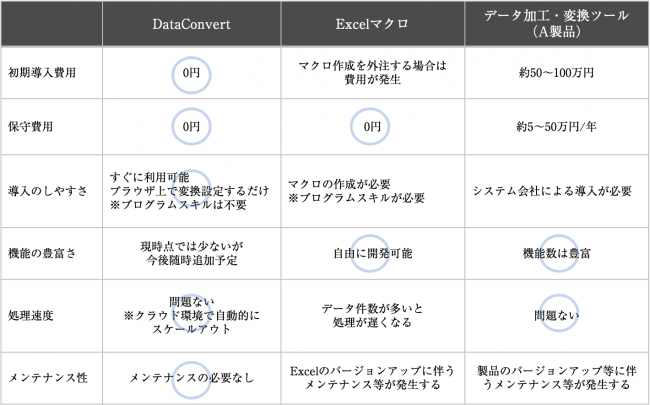 DataConvert
Excelマクロ
データ加工・変換ツール
（A製品）
初期導入費用
0円
マクロ作成を外注する場合は
費用が発生
約50〜100万円
保守費用
0円
0円
約5〜50万円/年
導入のしやすさ
すぐに利用可能
ブラウザ上で変換設定するだけ
※プログラムスキルは不要
マクロの作成が必要
※プログラムスキルが必要
システム会社による導入が必要
機能の豊富さ
現時点では少ないが
今後随時追加予定
自由に開発可能
機能数は豊富
処理速度
問題ない
※クラウド環境で自動的に
スケールアウト
データ件数が多いと
処理が遅くなる
問題ない
メンテナンス性
メンテナンスの必要なし
Excelのバージョンアップに伴う
メンテナンス等が発生する
製品のバージョンアップ等に伴
うメンテナンス等が発生する